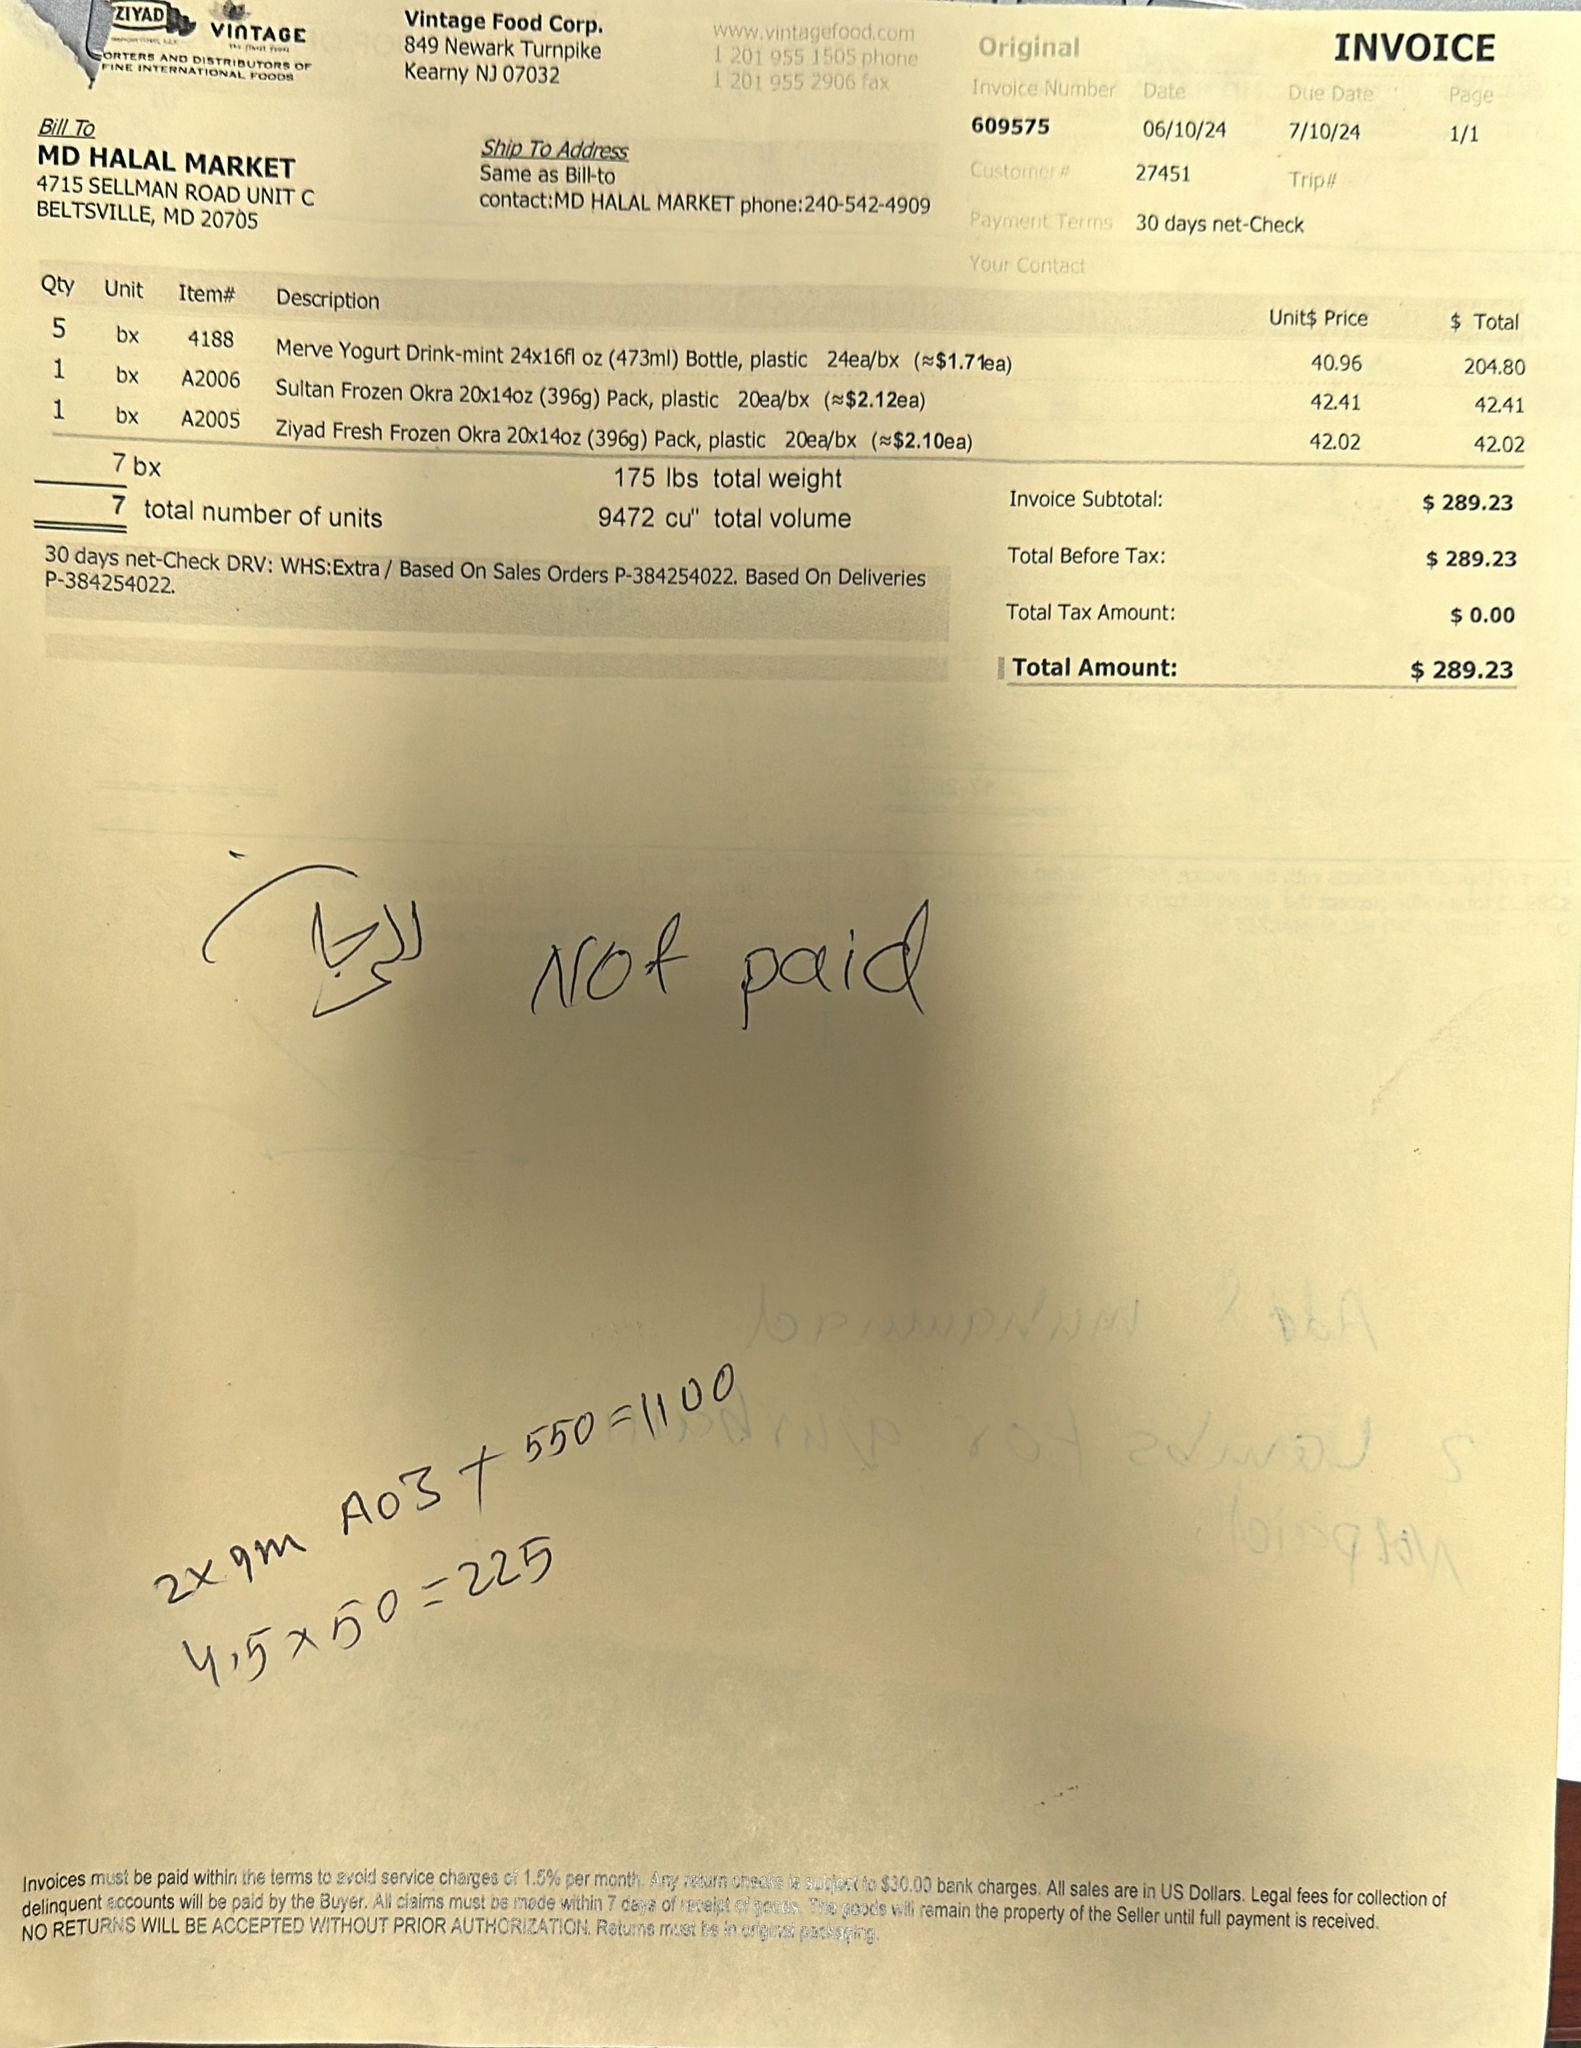 ZIYAD
VINTAGE
ORTERS AND DISTRIBUTORS OF
FINE INTERNATIONAL FOODS
Vintage Food Corp.
849 Newark Turnpike
Kearny NJ 07032
www.vintagefood.com
1 201 955 1505 phone
1 201 955 2906 fax
Original
INVOICE
Invoice Number Date Due Date Page
609575 06/10/24 7/10/24 1/1
Customer# 27451 Trip#
Payment Terms 30 days net-Check
Your Contact
Bill To
MD HALAL MARKET
4715 SELLMAN ROAD UNIT C
BELTSVILLE, MD 20705
Ship To Address
Same as Bill-to
contact:MD HALAL MARKET phone:240-542-4909
Qty Unit Item# Description Unit$ Price $ Total
5 bx 4188 Merve Yogurt Drink-mint 24x16fl oz (473ml) Bottle, plastic 24ea/bx (≈$1.71ea) 40.96 204.80
1 bx A2006 Sultan Frozen Okra 20x14oz (396g) Pack, plastic 20ea/bx (≈$2.12ea) 42.41 42.41
1 bx A2005 Ziyad Fresh Frozen Okra 20x14oz (396g) Pack, plastic 20ea/bx (≈$2.10ea) 42.02 42.02
7 bx 175 lbs total weight
7 total number of units 9472 cu" total volume
Invoice Subtotal: $ 289.23
Total Before Tax: $ 289.23
Total Tax Amount: $ 0.00
Total Amount: $ 289.23
30 days net-Check DRV: WHS:Extra / Based On Sales Orders P-384254022. Based On Deliveries
P-384254022.
Not paid
2x9m A03 + 550=1100
4,5x50=225
Invoices must be paid within the terms to avoid service charges of 1.5% per month. Any return checks is subject to $30.00 bank charges. All sales are in US Dollars. Legal fees for collection of
delinquent accounts will be paid by the Buyer. All claims must be made within 7 days of receipt of goods. The goods will remain the property of the Seller until full payment is received.
NO RETURNS WILL BE ACCEPTED WITHOUT PRIOR AUTHORIZATION. Returns must be in original packaging.